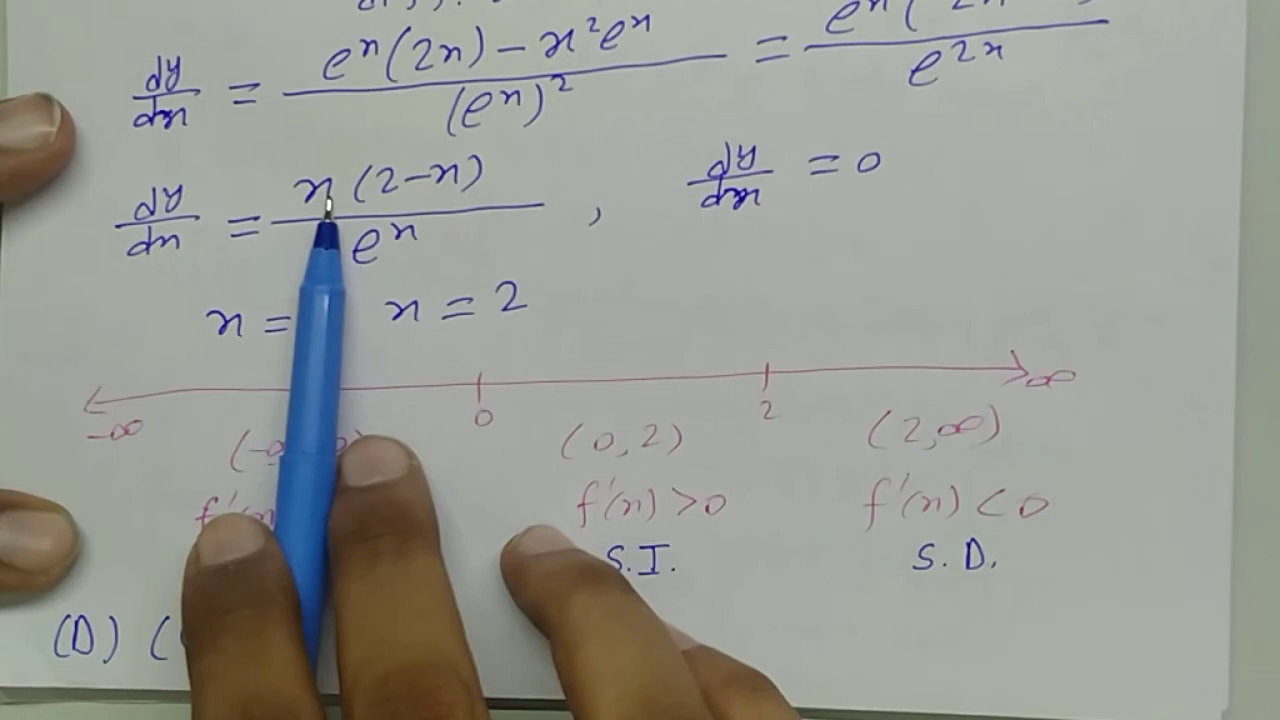 dy/dx = (e^x(2x) − x²e^x) / (e^x)² = e^x( / e^{2x}
dy/dx = x(2−x) / e^x , dy/dx = 0
x = x = 2
−∞ 0 2 ∞
(0,2) (2,∞)
f'(x) > 0 f'(x) < 0
S.I. S.D.
(D) (